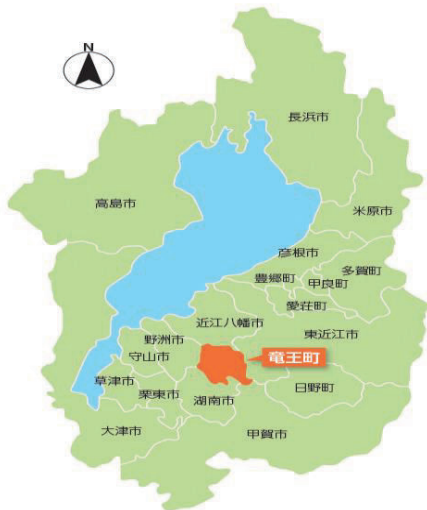 N
長浜市
高島市
米原市
彦根市
多賀町
豊郷町
甲良町
愛荘町
近江八幡市
東近江市
野洲市
守山市
竜王町
草津市
栗東市
湖南市
日野町
大津市
甲賀市